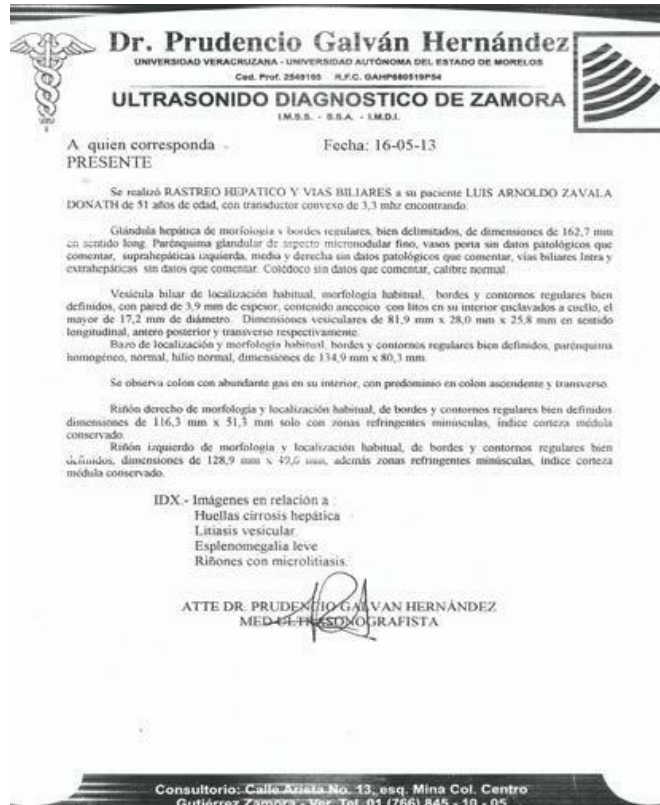 Dr. Prudencio Galván Hernández
UNIVERSIDAD VERACRUZANA - UNIVERSIDAD AUTÓNOMA DEL ESTADO DE MORELOS
Ced. Prof. 2549165 R.F.C. GAHP680519P54
ULTRASONIDO DIAGNOSTICO DE ZAMORA
I.M.S.S. - S.S.A. - I.M.D.I.
A quien corresponda Fecha: 16-05-13
PRESENTE
Se realizó RASTREO HEPATICO Y VIAS BILIARES a su paciente LUIS ARNOLDO ZAVALA
DONATH de 51 años de edad, con transductor convexo de 3,3 mhz encontrando:
Glándula hepática de morfología y bordes regulares, bien delimitados, de dimensiones de 162,7 mm
en sentido long. Parénquima glandular de aspecto micronodular fino, vasos porta sin datos patológicos que
comentar, suprahepáticas izquierda, media y derecha sin datos patológicos que comentar, vías biliares Intra y
extrahepáticas sin datos que comentar. Colédoco sin datos que comentar, calibre normal.
Vesícula biliar de localización habitual, morfología habitual, bordes y contornos regulares bien
definidos, con pared de 3,9 mm de espesor, contenido anecoico con litos en su interior enclavados a cuello, el
mayor de 17,2 mm de diámetro. Dimensiones vesiculares de 81,9 mm x 28,0 mm x 25,8 mm en sentido
longitudinal, antero posterior y transverso respectivamente.
Bazo de localización y morfología habitual, bordes y contornos regulares bien definidos, parénquima
homogéneo, normal, hilio normal, dimensiones de 134,9 mm x 80,3 mm.
Se observa colon con abundante gas en su interior, con predominio en colon ascendente y transverso.
Riñón derecho de morfología y localización habitual, de bordes y contornos regulares bien definidos
dimensiones de 116,3 mm x 51,3 mm solo con zonas refringentes minúsculas, índice corteza médula
conservado.
Riñón izquierdo de morfología y localización habitual, de bordes y contornos regulares bien
definidos, dimensiones de 128,9 mm x mm, además zonas refringentes minúsculas, índice corteza
médula conservado.
IDX.- Imágenes en relación a :
Huellas cirrosis hepática
Litiasis vesicular.
Esplenomegalia leve
Riñones con microlitiasis.
ATTE DR. PRUDENCIO GALVAN HERNÁNDEZ
MED ULTRASONOGRAFISTA
Consultorio: Calle Arista No. 13, esq. Mina Col. Centro
Gutiérrez Zamora - Ver. Tel. 01 (766) 845 - 10 - 05